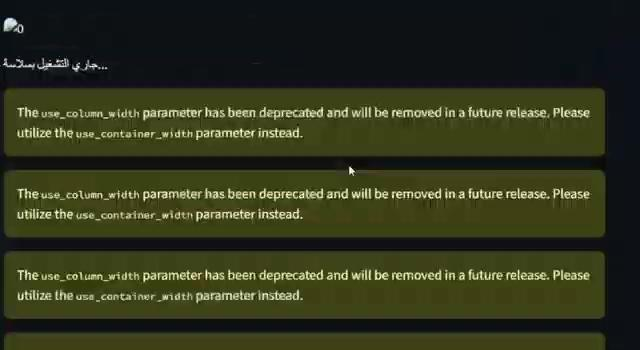 0
جاري التشغيل بسلاسة...
The use_column_width parameter has been deprecated and will be removed in a future release. Please
utilize the use_container_width parameter instead.
The use_column_width parameter has been deprecated and will be removed in a future release. Please
utilize the use_container_width parameter instead.
The use_column_width parameter has been deprecated and will be removed in a future release. Please
utilize the use_container_width parameter instead.